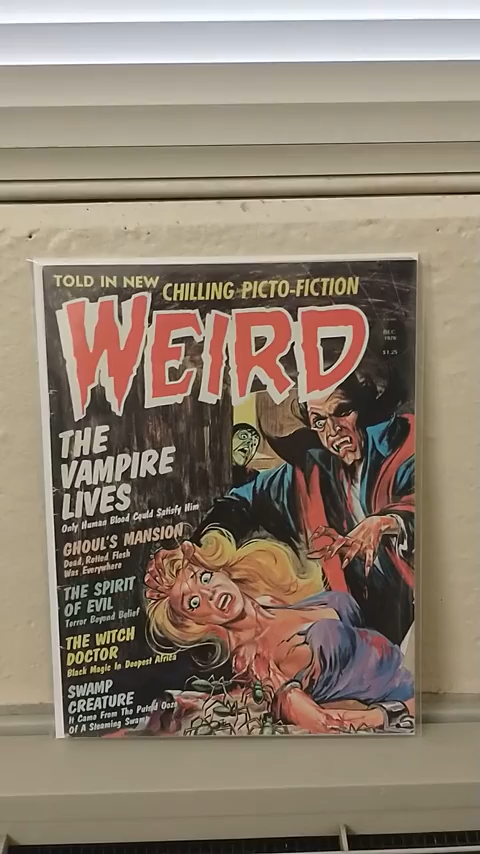 TOLD IN NEW CHILLING PICTO-FICTION
WEIRD
DEC.
1978
$1.25
THE
VAMPIRE
LIVES
Only Human Blood Could Satisfy Him
GHOUL'S MANSION
Dead, Rotted Flesh
Was Everywhere
THE SPIRIT
OF EVIL
Terror Beyond Belief
THE WITCH
DOCTOR
Black Magic In Deepest Africa
SWAMP
CREATURE
It Came From The Putrid Ooze
Of A Steaming Swamp